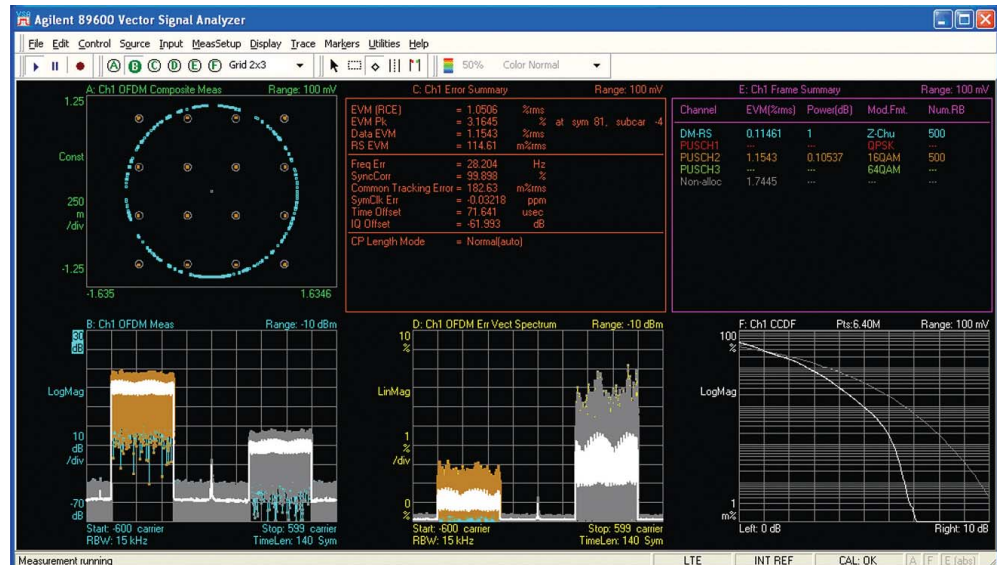 VSA Agilent 89600 Vector Signal Analyzer
File Edit Control Source Input MeasSetup Display Trace Markers Utilities Help
A B C D E F Grid 2x3 50% Color Normal
A: Ch1 OFDM Composite Meas Range: 100 mV
1.25
Const
250
m
/div
-1.25
-1.635 1.6346
C: Ch1 Error Summary Range: 100 mV
EVM (RCE) = 1.0506 %rms
EVM Pk = 3.1645 % at sym 81, subcar -4
Data EVM = 1.1543 %rms
RS EVM = 114.61 m%rms
Freq Err = 28.204 Hz
SyncCorr = 99.898 %
Common Tracking Error = 182.63 m%rms
SymClk Err = -0.03218 ppm
Time Offset = 71.641 usec
IQ Offset = -61.993 dB
CP Length Mode = Normal(auto)
E: Ch1 Frame Summary Range: 100 mV
Channel EVM(%rms) Power(dB) Mod.Fmt. Num.RB
DM-RS 0.11461 1 Z-Chu 500
PUSCH1 --- --- QPSK ---
PUSCH2 1.1543 0.10537 16QAM 500
PUSCH3 --- --- 64QAM ---
Non-alloc 1.7445 --- --- ---
B: Ch1 OFDM Meas Range: -10 dBm
30
dB
LogMag
10
dB
/div
-70
dB
Start: -600 carrier Stop: 599 carrier
RBW: 15 kHz TimeLen: 140 Sym
D: Ch1 OFDM Err Vect Spectrum Range: -10 dBm
10
%
LinMag
1
%
/div
0
%
Start: -600 carrier Stop: 599 carrier
RBW: 15 kHz TimeLen: 140 Sym
F: Ch1 CCDF Pts:6.40M Range: 100 mV
100
%
LogMag
1
m%
Left: 0 dB Right: 10 dB
Measurement running LTE INT REF CAL: OK A F E(abs)